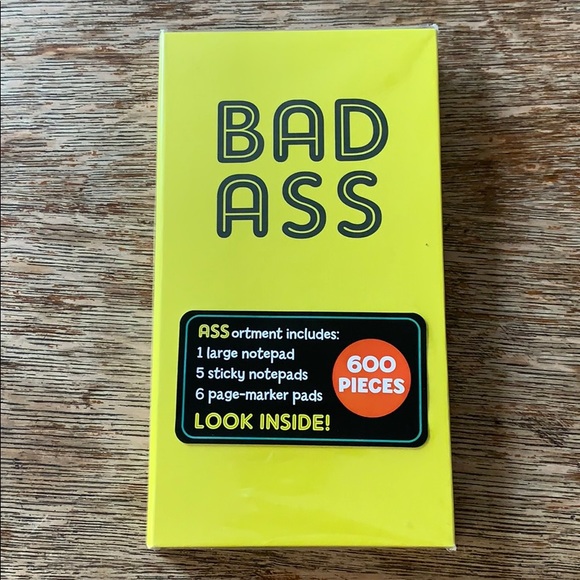 BAD
ASS
ASSortment includes:
1 large notepad
5 sticky notepads
6 page-marker pads
LOOK INSIDE!
600
PIECES